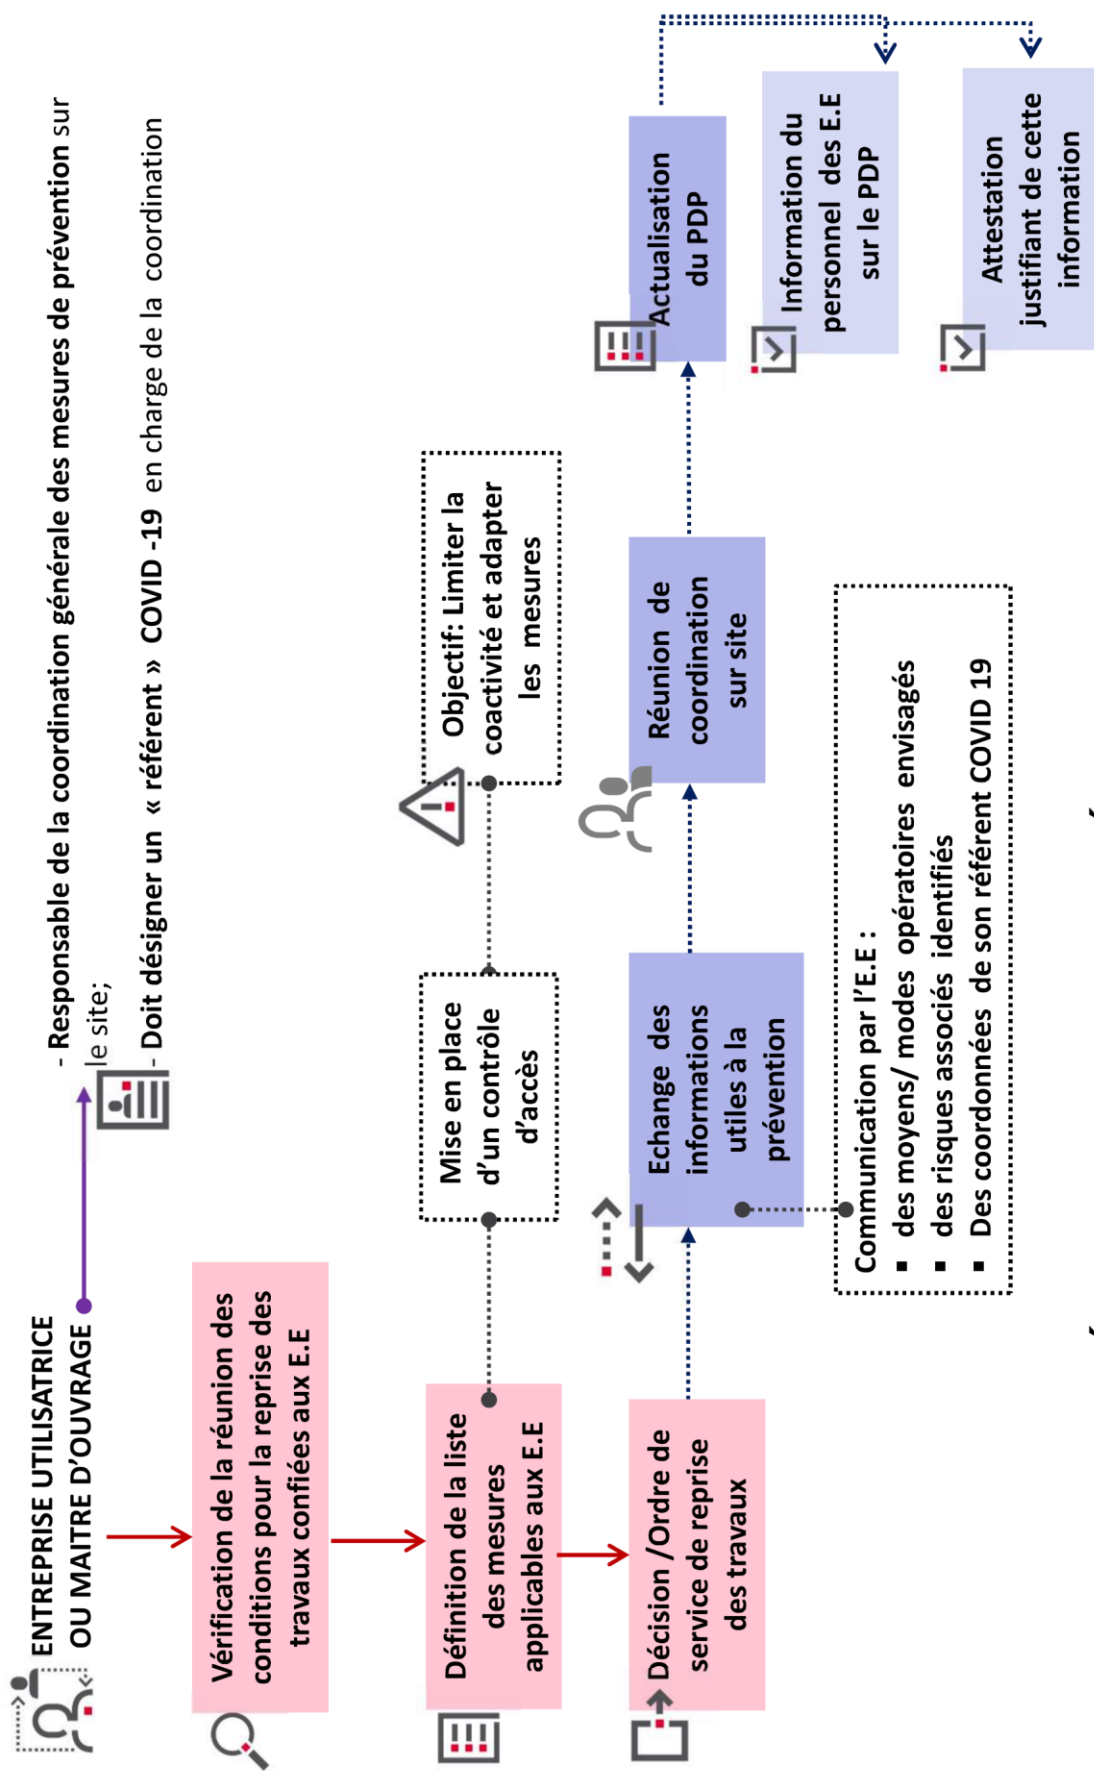 ENTREPRISE UTILISATRICE
OU MAITRE D'OUVRAGE
- Responsable de la coordination générale des mesures de prévention sur
le site;
- Doit désigner un « référent » COVID -19 en charge de la coordination
Vérification de la réunion des
conditions pour la reprise des
travaux confiées aux E.E
Définition de la liste
des mesures
applicables aux E.E
Mise en place
d'un contrôle
d'accès
Objectif: Limiter la
coactivité et adapter
les mesures
Décision /Ordre de
service de reprise
des travaux
Echange des
informations
utiles à la
prévention
Réunion de
coordination
sur site
Actualisation
du PDP
Information du
personnel des E.E
sur le PDP
Attestation
justifiant de cette
information
Communication par l'E.E :
▪ des moyens/ modes opératoires envisagés
▪ des risques associés identifiés
▪ Des coordonnées de son référent COVID 19